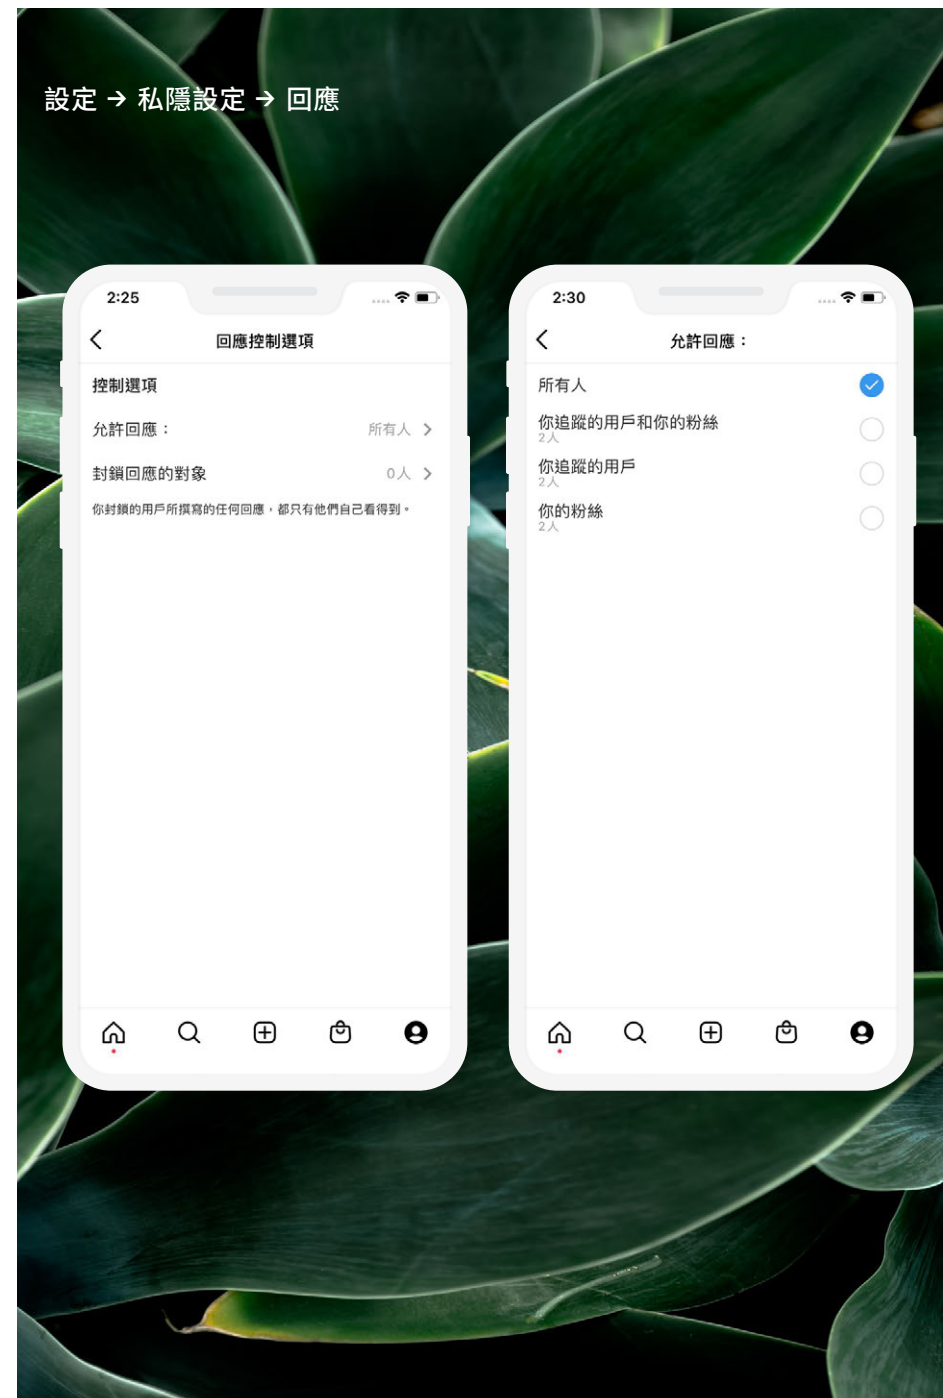 設定 → 私隱設定 → 回應
2:25
回應控制選項
控制選項
允許回應：
所有人
封鎖回應的對象
0人
你封鎖的用戶所撰寫的任何回應，都只有他們自己看得到。
2:30
允許回應：
所有人
你追蹤的用戶和你的粉絲
2人
你追蹤的用戶
2人
你的粉絲
2人